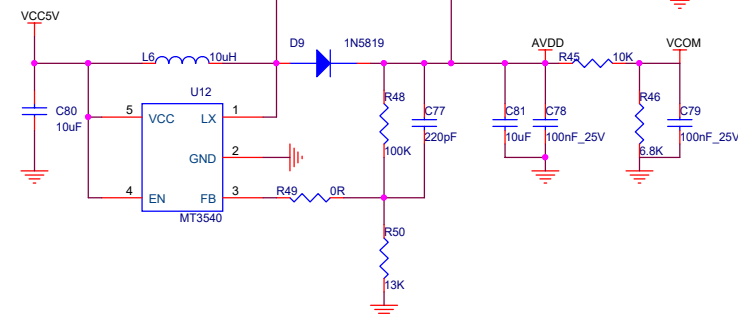 VCC5V
L6
10uH
D9
1N5819
AVDD
R45
10K
VCOM
C80
10uF
U12
5
VCC
LX
1
GND
2
4
EN
FB
3
MT3540
R49
0R
R48
100K
C77
220pF
C81
10uF
C78
100nF_25V
R46
6.8K
C79
100nF_25V
R50
13K